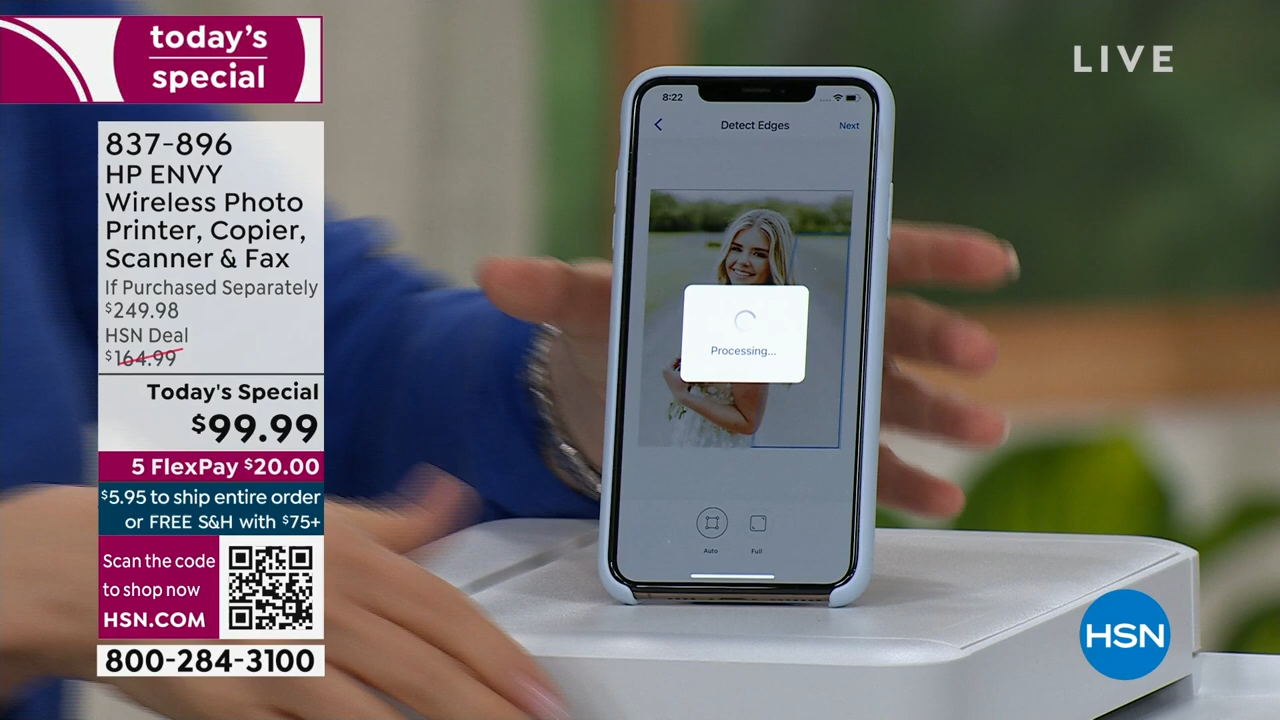 today's
special
LIVE
837-896
HP ENVY
Wireless Photo
Printer, Copier,
Scanner & Fax
If Purchased Separately
$249.98
HSN Deal
$164.99
Today's Special
$99.99
5 FlexPay $20.00
$5.95 to ship entire order
or FREE S&H with $75+
Scan the code
to shop now
HSN.COM
800-284-3100
8:22
Detect Edges
Next
Processing...
Auto
Full
HSN